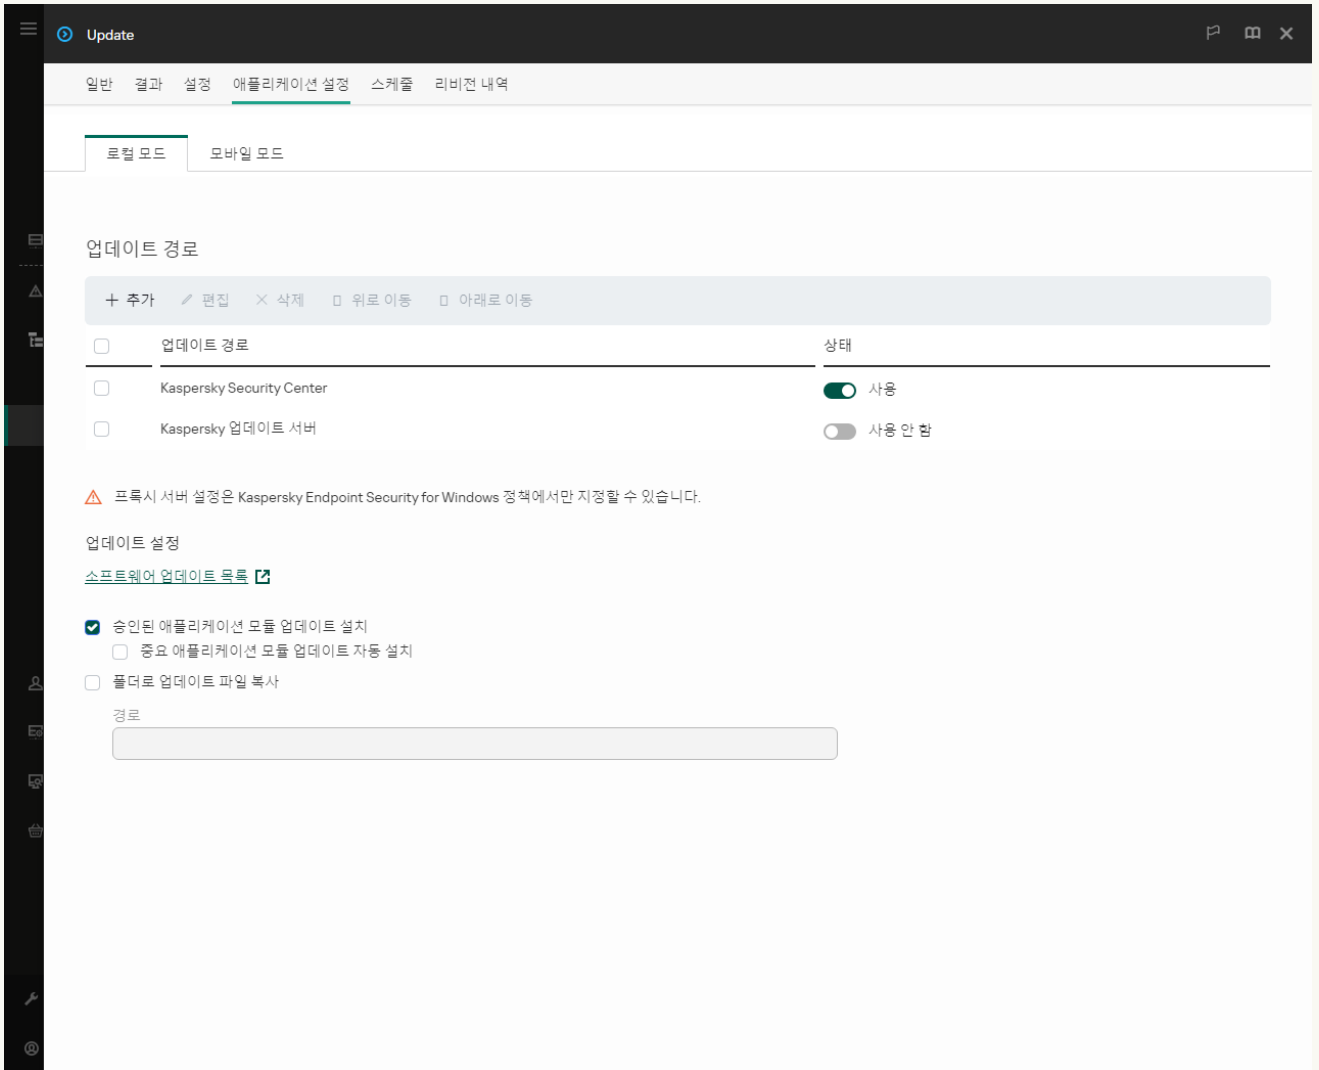 Update
일반 결과 설정 애플리케이션 설정 스케줄 리비전 내역
로컬 모드 모바일 모드
업데이트 경로
추가 편집 삭제 위로 이동 아래로 이동
업데이트 경로 상태
Kaspersky Security Center 사용
Kaspersky 업데이트 서버 사용 안 함
프록시 서버 설정은 Kaspersky Endpoint Security for Windows 정책에서만 지정할 수 있습니다.
업데이트 설정
소프트웨어 업데이트 목록
승인된 애플리케이션 모듈 업데이트 설치
중요 애플리케이션 모듈 업데이트 자동 설치
폴더로 업데이트 파일 복사
경로